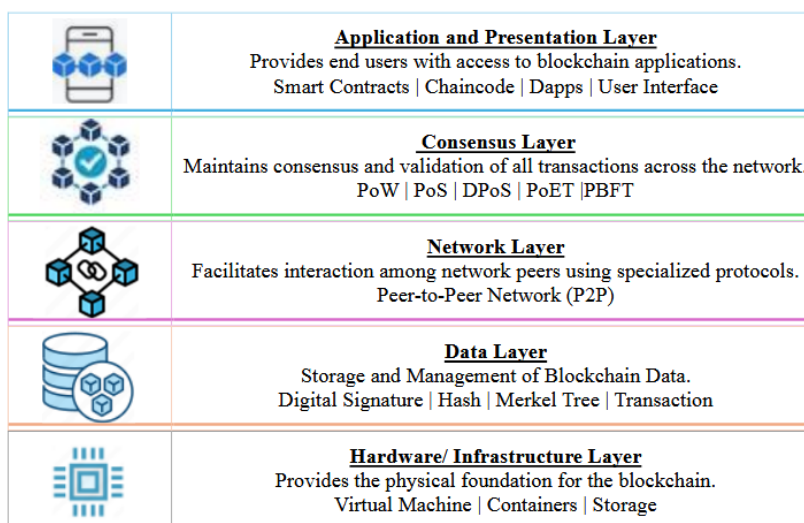 Application and Presentation Layer
Provides end users with access to blockchain applications.
Smart Contracts | Chaincode | Dapps | User Interface
Consensus Layer
Maintains consensus and validation of all transactions across the network.
PoW | PoS | DPoS | PoET |PBFT
Network Layer
Facilitates interaction among network peers using specialized protocols.
Peer-to-Peer Network (P2P)
Data Layer
Storage and Management of Blockchain Data.
Digital Signature | Hash | Merkel Tree | Transaction
Hardware/ Infrastructure Layer
Provides the physical foundation for the blockchain.
Virtual Machine | Containers | Storage